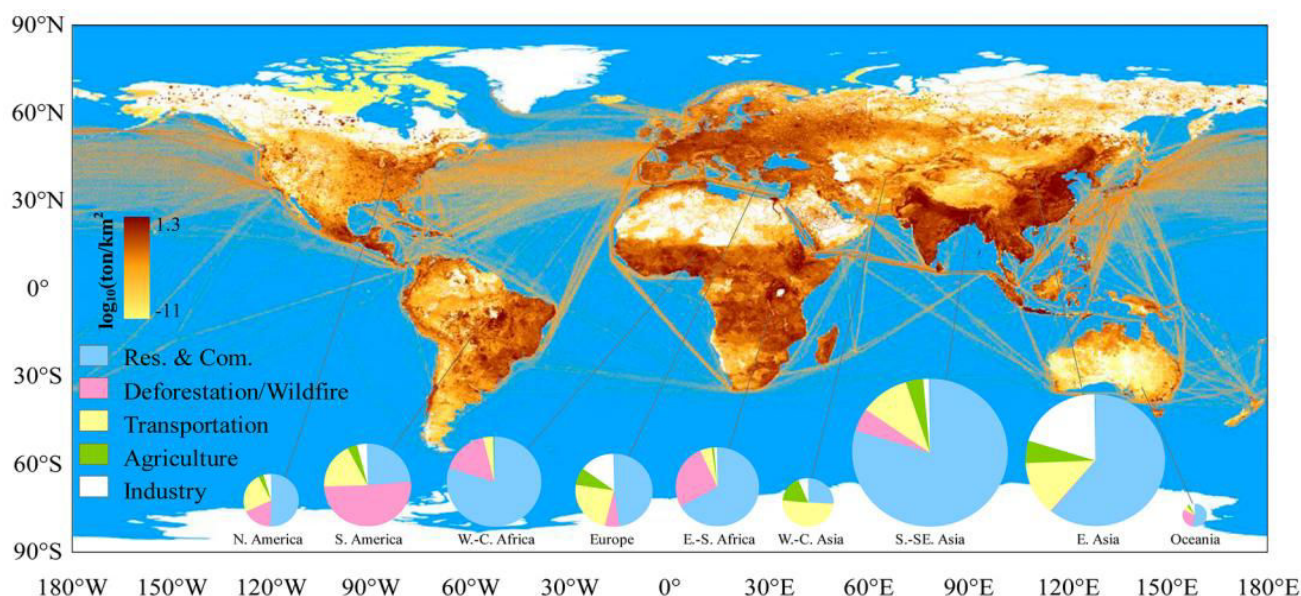 90°N
60°N
30°N
0°
30°S
60°S
90°S
log₁₀(ton/km²)
1.3
-11
Res. & Com.
Deforestation/Wildfire
Transportation
Agriculture
Industry
N. America
S. America
W.-C. Africa
Europe
E.-S. Africa
W.-C. Asia
S.-SE. Asia
E. Asia
Oceania
180°W 150°W 120°W 90°W 60°W 30°W 0° 30°E 60°E 90°E 120°E 150°E 180°E